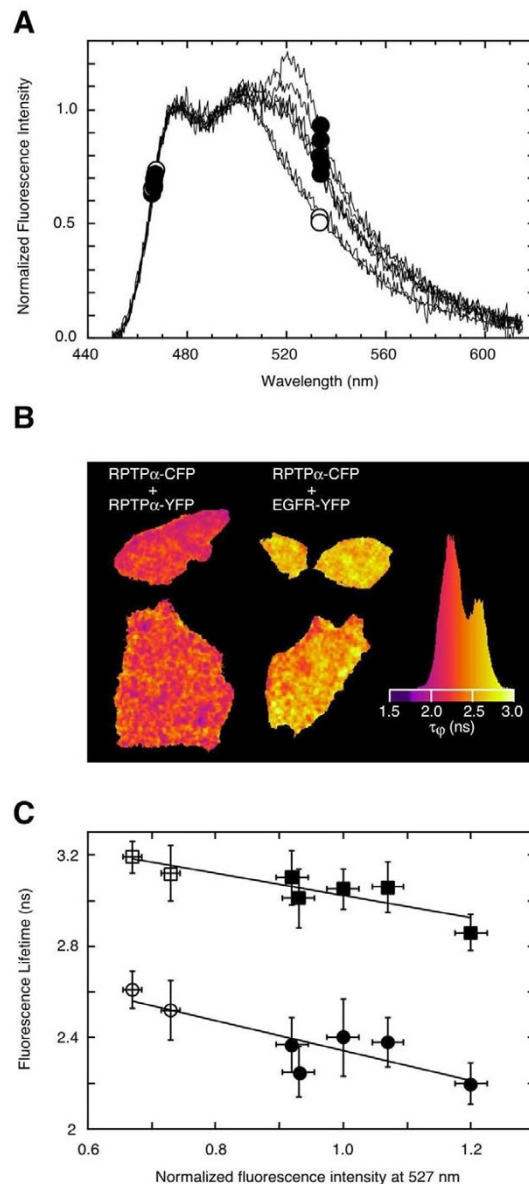 A
Normalized Fluorescence Intensity
1.0
0.5
0.0
440
480
520
560
600
Wavelength (nm)
B
RPTPα-CFP
+
RPTPα-YFP
RPTPα-CFP
+
EGFR-YFP
1.5
2.0
2.5
3.0
τφ (ns)
C
Fluorescence Lifetime (ns)
3.2
2.8
2.4
2
0.6
0.8
1.0
1.2
Normalized fluorescence intensity at 527 nm